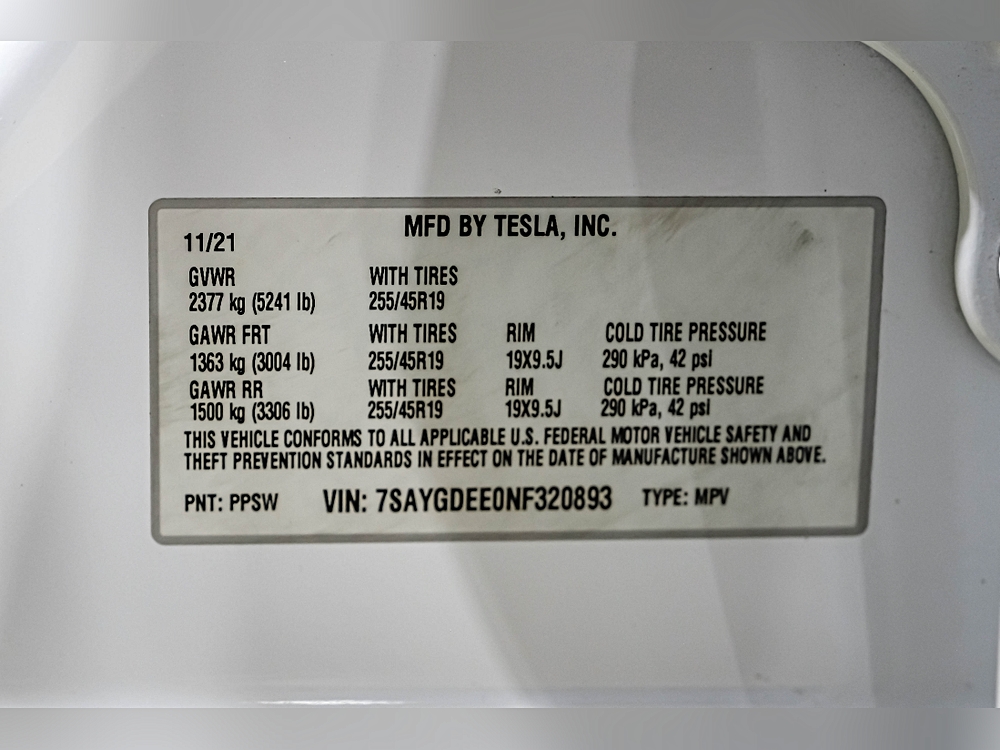 MFD BY TESLA, INC.
11/21
GVWR WITH TIRES
2377 kg (5241 lb) 255/45R19
GAWR FRT WITH TIRES RIM COLD TIRE PRESSURE
1363 kg (3004 lb) 255/45R19 19X9.5J 290 kPa, 42 psi
GAWR RR WITH TIRES RIM COLD TIRE PRESSURE
1500 kg (3306 lb) 255/45R19 19X9.5J 290 kPa, 42 psi
THIS VEHICLE CONFORMS TO ALL APPLICABLE U.S. FEDERAL MOTOR VEHICLE SAFETY AND
THEFT PREVENTION STANDARDS IN EFFECT ON THE DATE OF MANUFACTURE SHOWN ABOVE.
PNT: PPSW VIN: 7SAYGDEE0NF320893 TYPE: MPV